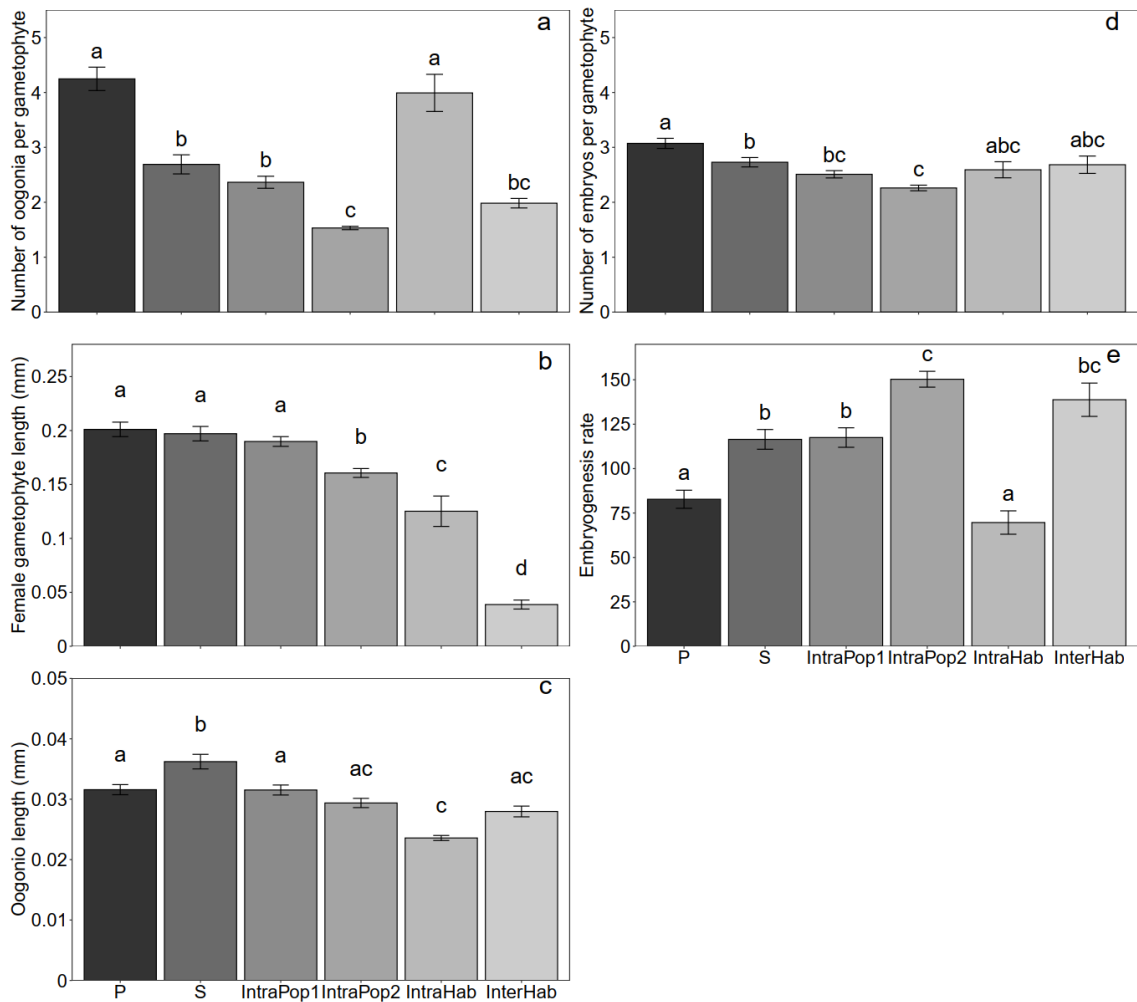 a
Number of oogonia per gametophyte
5
4
3
2
1
0
a
b
b
c
a
bc
d
Number of embryos per gametophyte
5
4
3
2
1
0
a
b
bc
c
abc
abc
b
Female gametophyte length (mm)
0.25
0.2
0.15
0.1
0.05
0
a
a
a
b
c
d
e
Embryogenesis rate
150
125
100
75
50
25
0
a
b
b
c
a
bc
P S IntraPop1 IntraPop2 IntraHab InterHab
c
Oogonio length (mm)
0.05
0.04
0.03
0.02
0.01
0
a
b
a
ac
c
ac
P S IntraPop1 IntraPop2 IntraHab InterHab